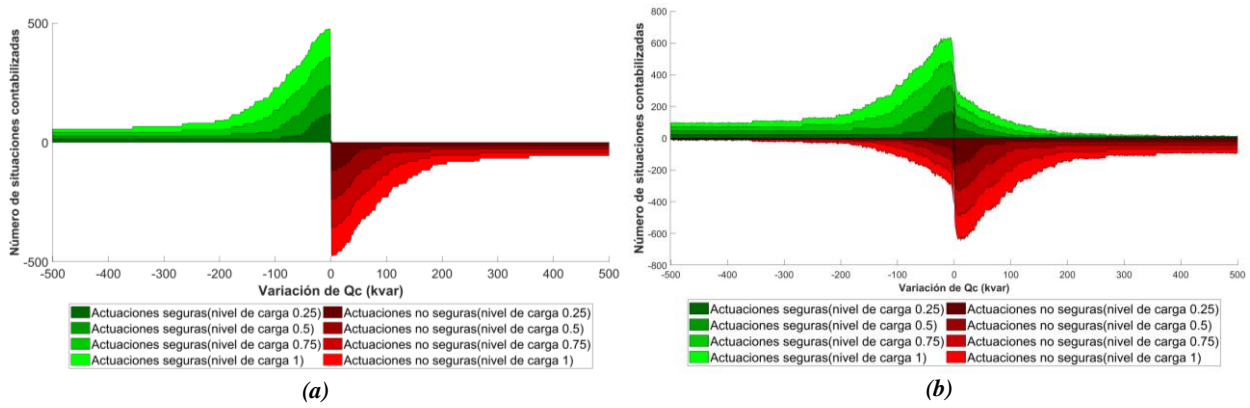 Número de situaciones contabilizadas
500
0
-500
-500 -400 -300 -200 -100 0 100 200 300 400 500
Variación de Qc (kvar)
Actuaciones seguras(nivel de carga 0.25) Actuaciones no seguras(nivel de carga 0.25)
Actuaciones seguras(nivel de carga 0.5) Actuaciones no seguras(nivel de carga 0.5)
Actuaciones seguras(nivel de carga 0.75) Actuaciones no seguras(nivel de carga 0.75)
Actuaciones seguras(nivel de carga 1) Actuaciones no seguras(nivel de carga 1)
(a)
Número de situaciones contabilizadas
800
600
400
200
0
-200
-400
-600
-800
-500 -400 -300 -200 -100 0 100 200 300 400 500
Variación de Qc (kvar)
Actuaciones seguras(nivel de carga 0.25) Actuaciones no seguras(nivel de carga 0.25)
Actuaciones seguras(nivel de carga 0.5) Actuaciones no seguras(nivel de carga 0.5)
Actuaciones seguras(nivel de carga 0.75) Actuaciones no seguras(nivel de carga 0.75)
Actuaciones seguras(nivel de carga 1) Actuaciones no seguras(nivel de carga 1)
(b)